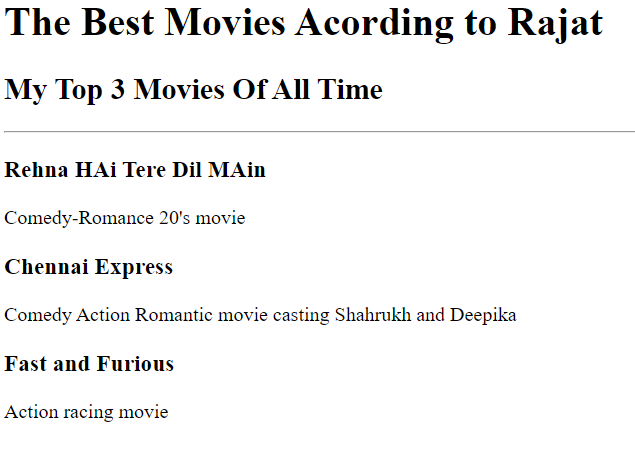 The Best Movies Acording to Rajat
My Top 3 Movies Of All Time
Rehna HAi Tere Dil MAin
Comedy-Romance 20's movie
Chennai Express
Comedy Action Romantic movie casting Shahrukh and Deepika
Fast and Furious
Action racing movie